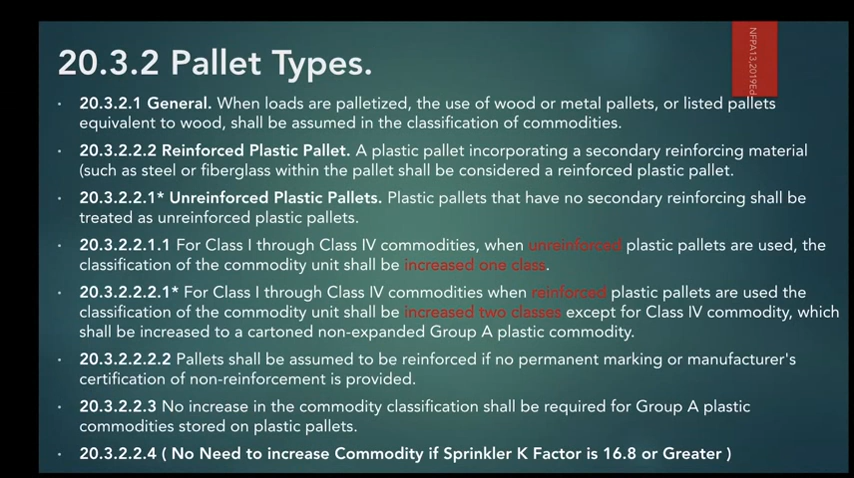 20.3.2 Pallet Types.
NFPA13,2019Ed
20.3.2.1 General. When loads are palletized, the use of wood or metal pallets, or listed pallets
equivalent to wood, shall be assumed in the classification of commodities.
20.3.2.2.2 Reinforced Plastic Pallet. A plastic pallet incorporating a secondary reinforcing material
(such as steel or fiberglass within the pallet shall be considered a reinforced plastic pallet.
20.3.2.2.1* Unreinforced Plastic Pallets. Plastic pallets that have no secondary reinforcing shall be
treated as unreinforced plastic pallets.
20.3.2.2.1.1 For Class I through Class IV commodities, when unreinforced plastic pallets are used, the
classification of the commodity unit shall be increased one class.
20.3.2.2.2.1* For Class I through Class IV commodities when reinforced plastic pallets are used the
classification of the commodity unit shall be increased two classes except for Class IV commodity, which
shall be increased to a cartoned non-expanded Group A plastic commodity.
20.3.2.2.2.2 Pallets shall be assumed to be reinforced if no permanent marking or manufacturer's
certification of non-reinforcement is provided.
20.3.2.2.3 No increase in the commodity classification shall be required for Group A plastic
commodities stored on plastic pallets.
20.3.2.2.4 ( No Need to increase Commodity if Sprinkler K Factor is 16.8 or Greater )